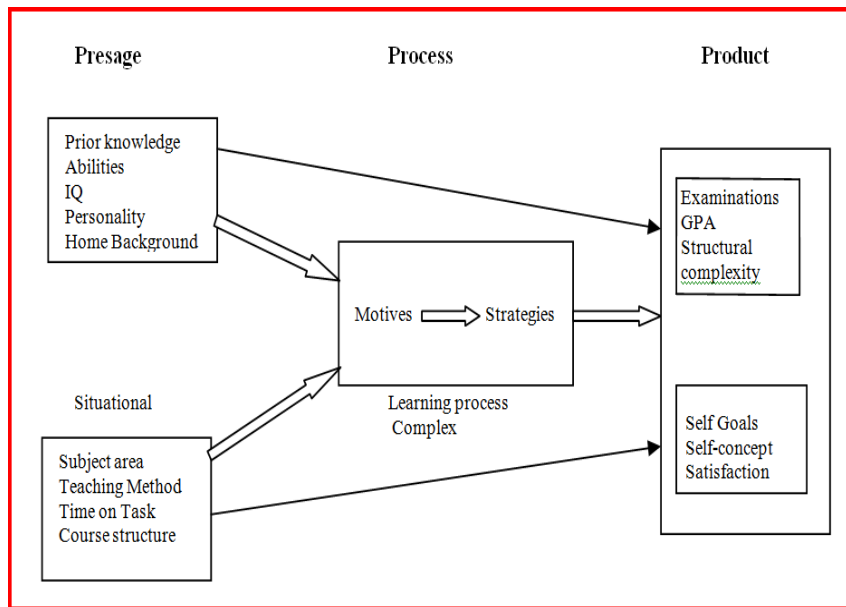 Presage
Process
Product
Prior knowledge
Abilities
IQ
Personality
Home Background
Examinations
GPA
Structural
complexity
Motives
Strategies
Situational
Learning process
Complex
Subject area
Teaching Method
Time on Task
Course structure
Self Goals
Self-concept
Satisfaction